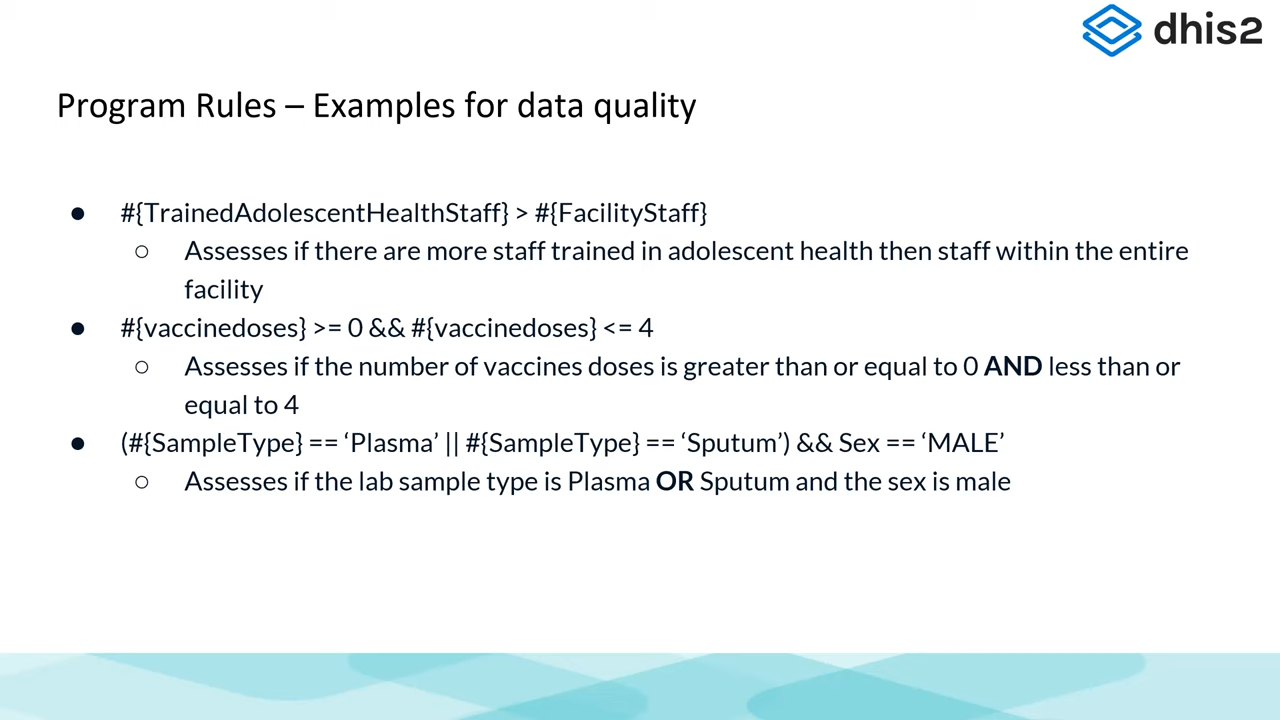 dhis2
Program Rules – Examples for data quality
● #{TrainedAdolescentHealthStaff} > #{FacilityStaff}
○ Assesses if there are more staff trained in adolescent health then staff within the entire
facility
● #{vaccinedoses} >= 0 && #{vaccinedoses} <= 4
○ Assesses if the number of vaccines doses is greater than or equal to 0 AND less than or
equal to 4
● (#{SampleType} == ‘Plasma’ || #{SampleType} == ‘Sputum’) && Sex == ‘MALE’
○ Assesses if the lab sample type is Plasma OR Sputum and the sex is male